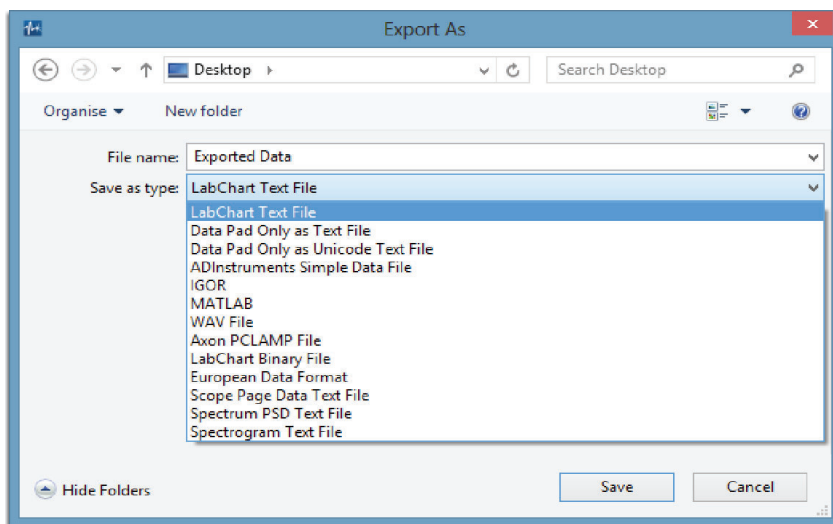 Export As
Desktop
Search Desktop
Organise
New folder
File name: Exported Data
Save as type: LabChart Text File
LabChart Text File
Data Pad Only as Text File
Data Pad Only as Unicode Text File
ADInstruments Simple Data File
IGOR
MATLAB
WAV File
Axon PCLAMP File
LabChart Binary File
European Data Format
Scope Page Data Text File
Spectrum PSD Text File
Spectrogram Text File
Hide Folders
Save
Cancel